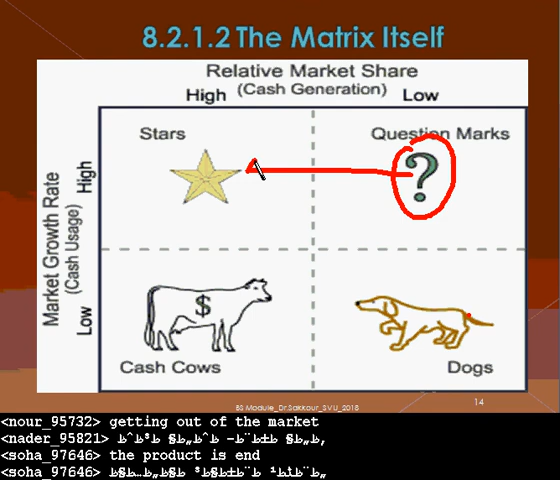 8.2.1.2 The Matrix Itself
Relative Market Share
High (Cash Generation) Low
Stars
Question Marks
High
Market Growth Rate
(Cash Usage)
Low
$
Cash Cows
Dogs
BS Module_Dr.Sakkour_SVU_2018
14
<nour_95732> getting out of the market
<nader_95821>
<soha_97646> the product is end
<soha_97646>